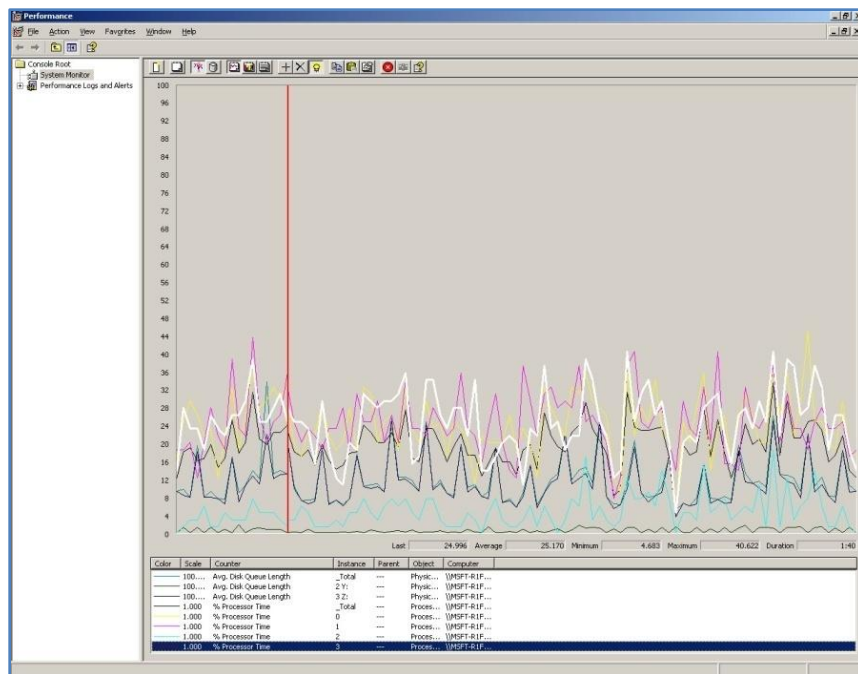 Performance
File Action View Favorites Window Help
Console Root
System Monitor
Performance Logs and Alerts
100
96
92
88
84
80
76
72
68
64
60
56
52
48
44
40
36
32
28
24
20
16
12
8
4
0
Last 24.996 Average 25.170 Minimum 4.683 Maximum 40.622 Duration 1:40
Color Scale Counter Instance Parent Object Computer
100.... Avg. Disk Queue Length _Total --- Physic... \\MSFT-R1F...
100.... Avg. Disk Queue Length 2 Y: --- Physic... \\MSFT-R1F...
100.... Avg. Disk Queue Length 3 Z: --- Physic... \\MSFT-R1F...
1.000 % Processor Time _Total --- Proces... \\MSFT-R1F...
1.000 % Processor Time 0 --- Proces... \\MSFT-R1F...
1.000 % Processor Time 1 --- Proces... \\MSFT-R1F...
1.000 % Processor Time 2 --- Proces... \\MSFT-R1F...
1.000 % Processor Time 3 --- Proces... \\MSFT-R1F...